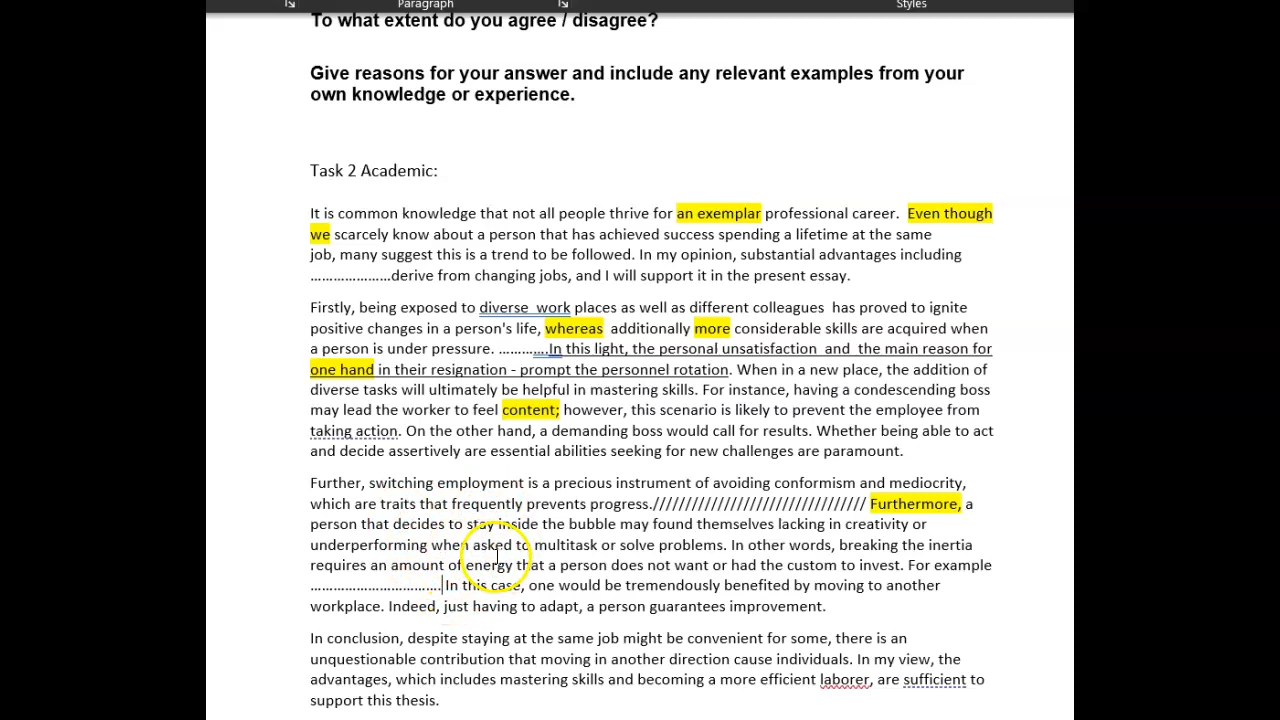 Paragraph Styles
To what extent do you agree / disagree?
Give reasons for your answer and include any relevant examples from your
own knowledge or experience.
Task 2 Academic:
It is common knowledge that not all people thrive for an exemplar professional career.  Even though
we scarcely know about a person that has achieved success spending a lifetime at the same
job, many suggest this is a trend to be followed. In my opinion, substantial advantages including
…………………derive from changing jobs, and I will support it in the present essay.
Firstly, being exposed to diverse  work places as well as different colleagues  has proved to ignite
positive changes in a person's life, whereas  additionally more considerable skills are acquired when
a person is under pressure. ………….In this light, the personal unsatisfaction  and  the main reason for
one hand in their resignation - prompt the personnel rotation. When in a new place, the addition of
diverse tasks will ultimately be helpful in mastering skills. For instance, having a condescending boss
may lead the worker to feel content; however, this scenario is likely to prevent the employee from
taking action. On the other hand, a demanding boss would call for results. Whether being able to act
and decide assertively are essential abilities seeking for new challenges are paramount.
Further, switching employment is a precious instrument of avoiding conformism and mediocrity,
which are traits that frequently prevents progress.///////////////////////////////// Furthermore, a
person that decides to stay inside the bubble may found themselves lacking in creativity or
underperforming when asked to multitask or solve problems. In other words, breaking the inertia
requires an amount of energy that a person does not want or had the custom to invest. For example
…………………………….In this case, one would be tremendously benefited by moving to another
workplace. Indeed, just having to adapt, a person guarantees improvement.
In conclusion, despite staying at the same job might be convenient for some, there is an
unquestionable contribution that moving in another direction cause individuals. In my view, the
advantages, which includes mastering skills and becoming a more efficient laborer, are sufficient to
support this thesis.